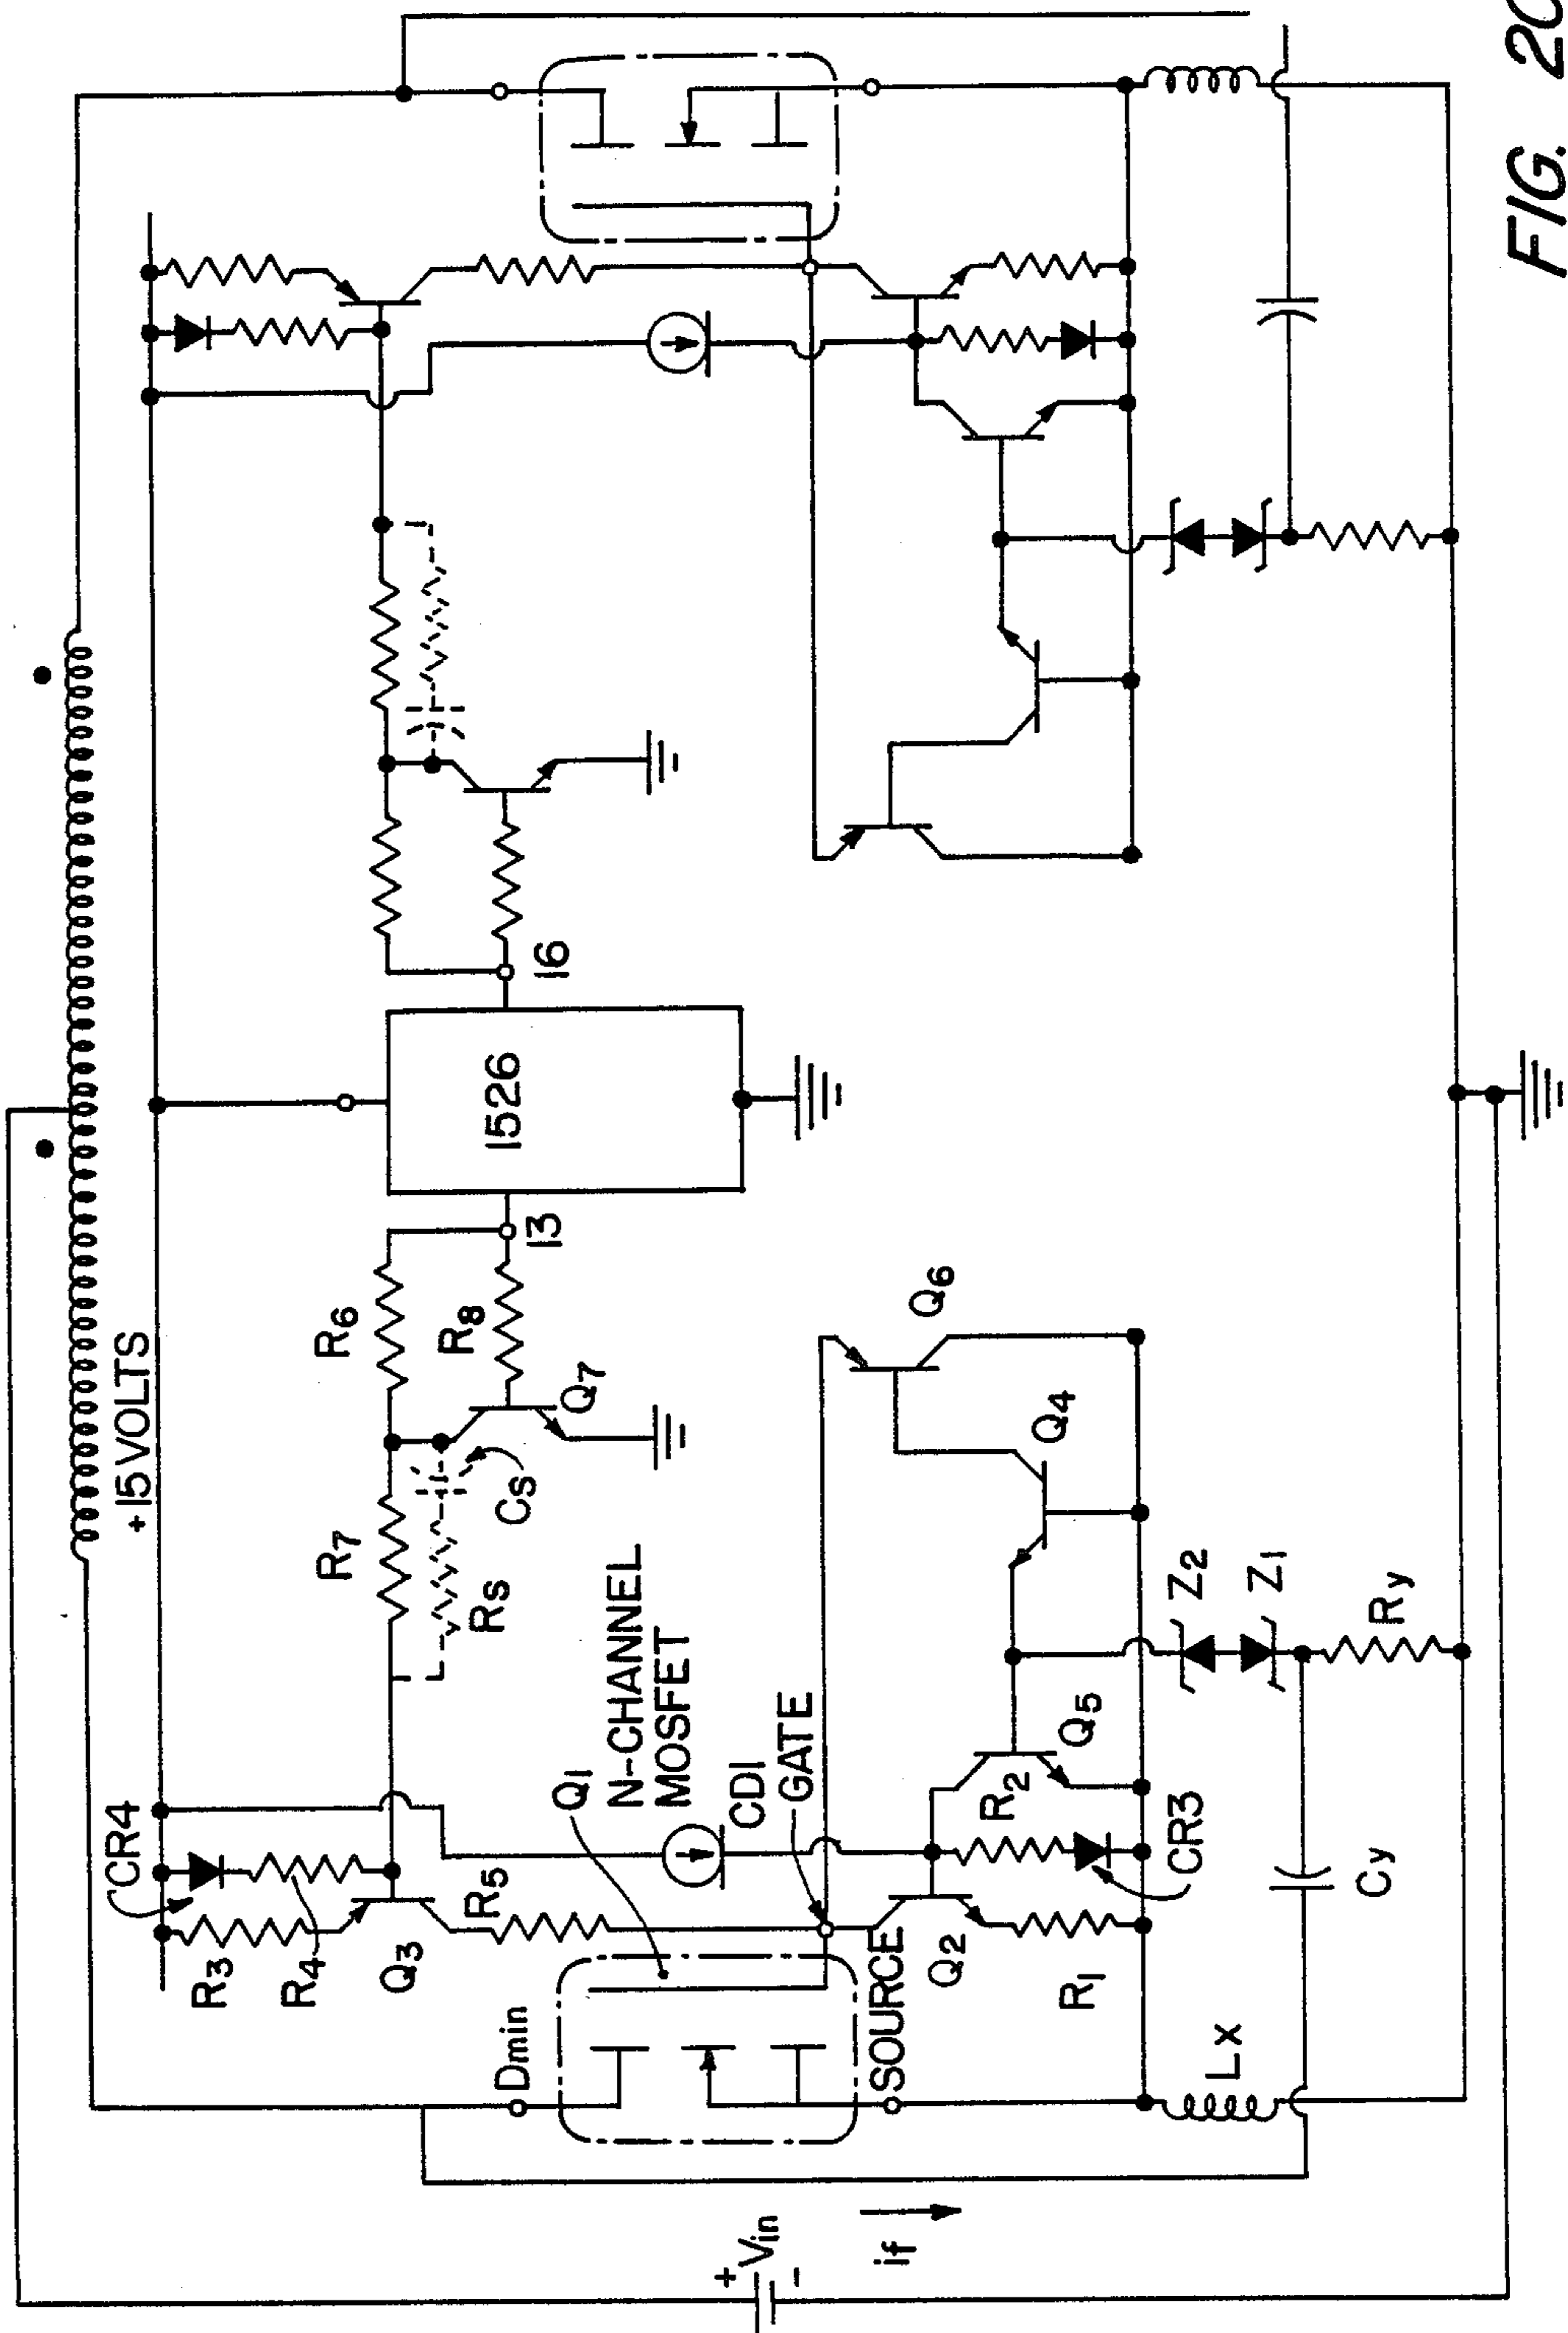 +15 VOLTS
CR4
R3
R4
Q3
R5
R7
Rs
Cs
R6
R8
Q7
13
1526
16
Q1
N-CHANNEL
MOSFET
CD1
GATE
Dmin
SOURCE
Q2
R1
R2
CR3
Q5
Q4
Q6
Z2
Z1
Ry
Cy
Lx
+
Vin
-
if
FIG. 2C